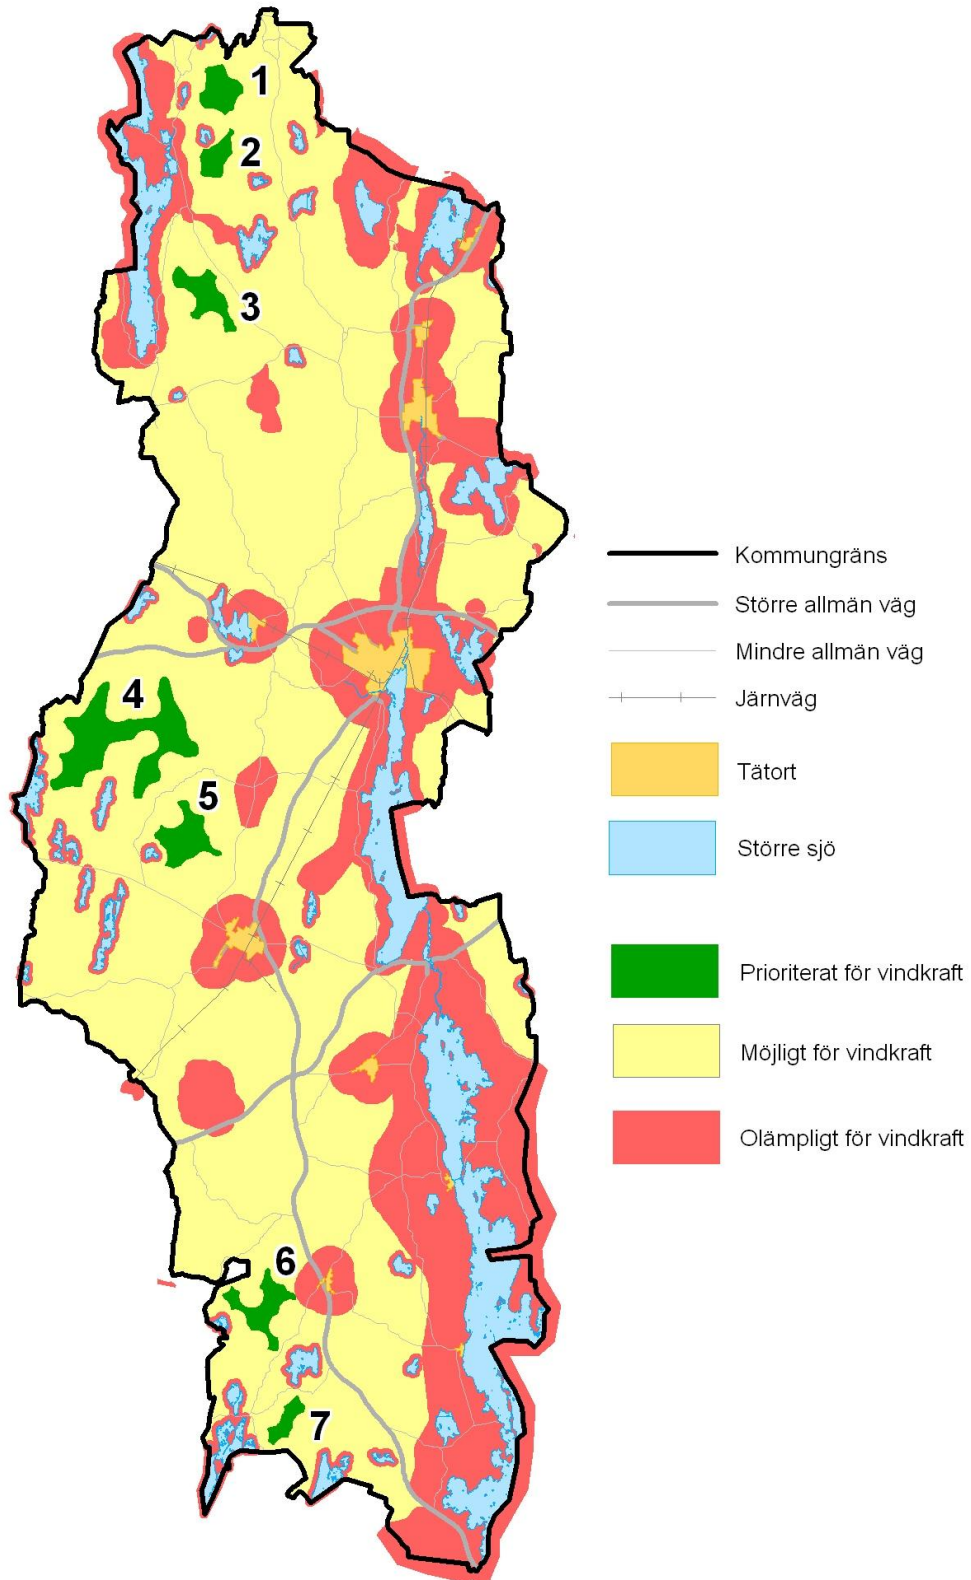 1
2
3
4
5
6
7
Kommungräns
Större allmän väg
Mindre allmän väg
Järnväg
Tätort
Större sjö
Prioriterat för vindkraft
Möjligt för vindkraft
Olämpligt för vindkraft